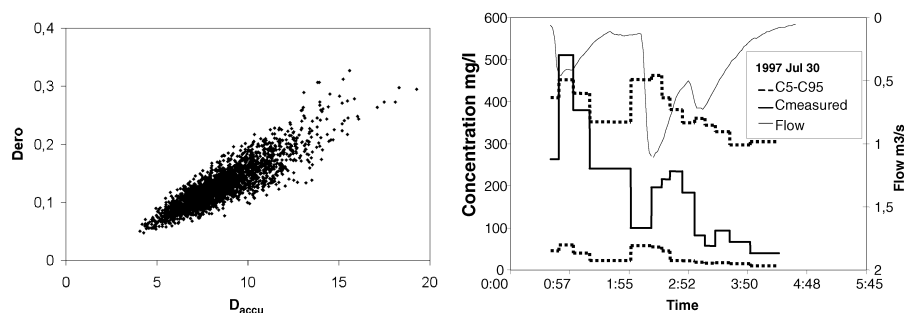 0,4
0,3
0,2
0,1
0
Dero
0 5 10 15 20
Daccu
600
500
400
300
200
100
0
Concentration mg/l
0:00 0:57 1:55 2:52 3:50 4:48 5:45
Time
0
0,5
1
1,5
2
Flow m3/s
1997 Jul 30
C5-C95
Cmeasured
Flow